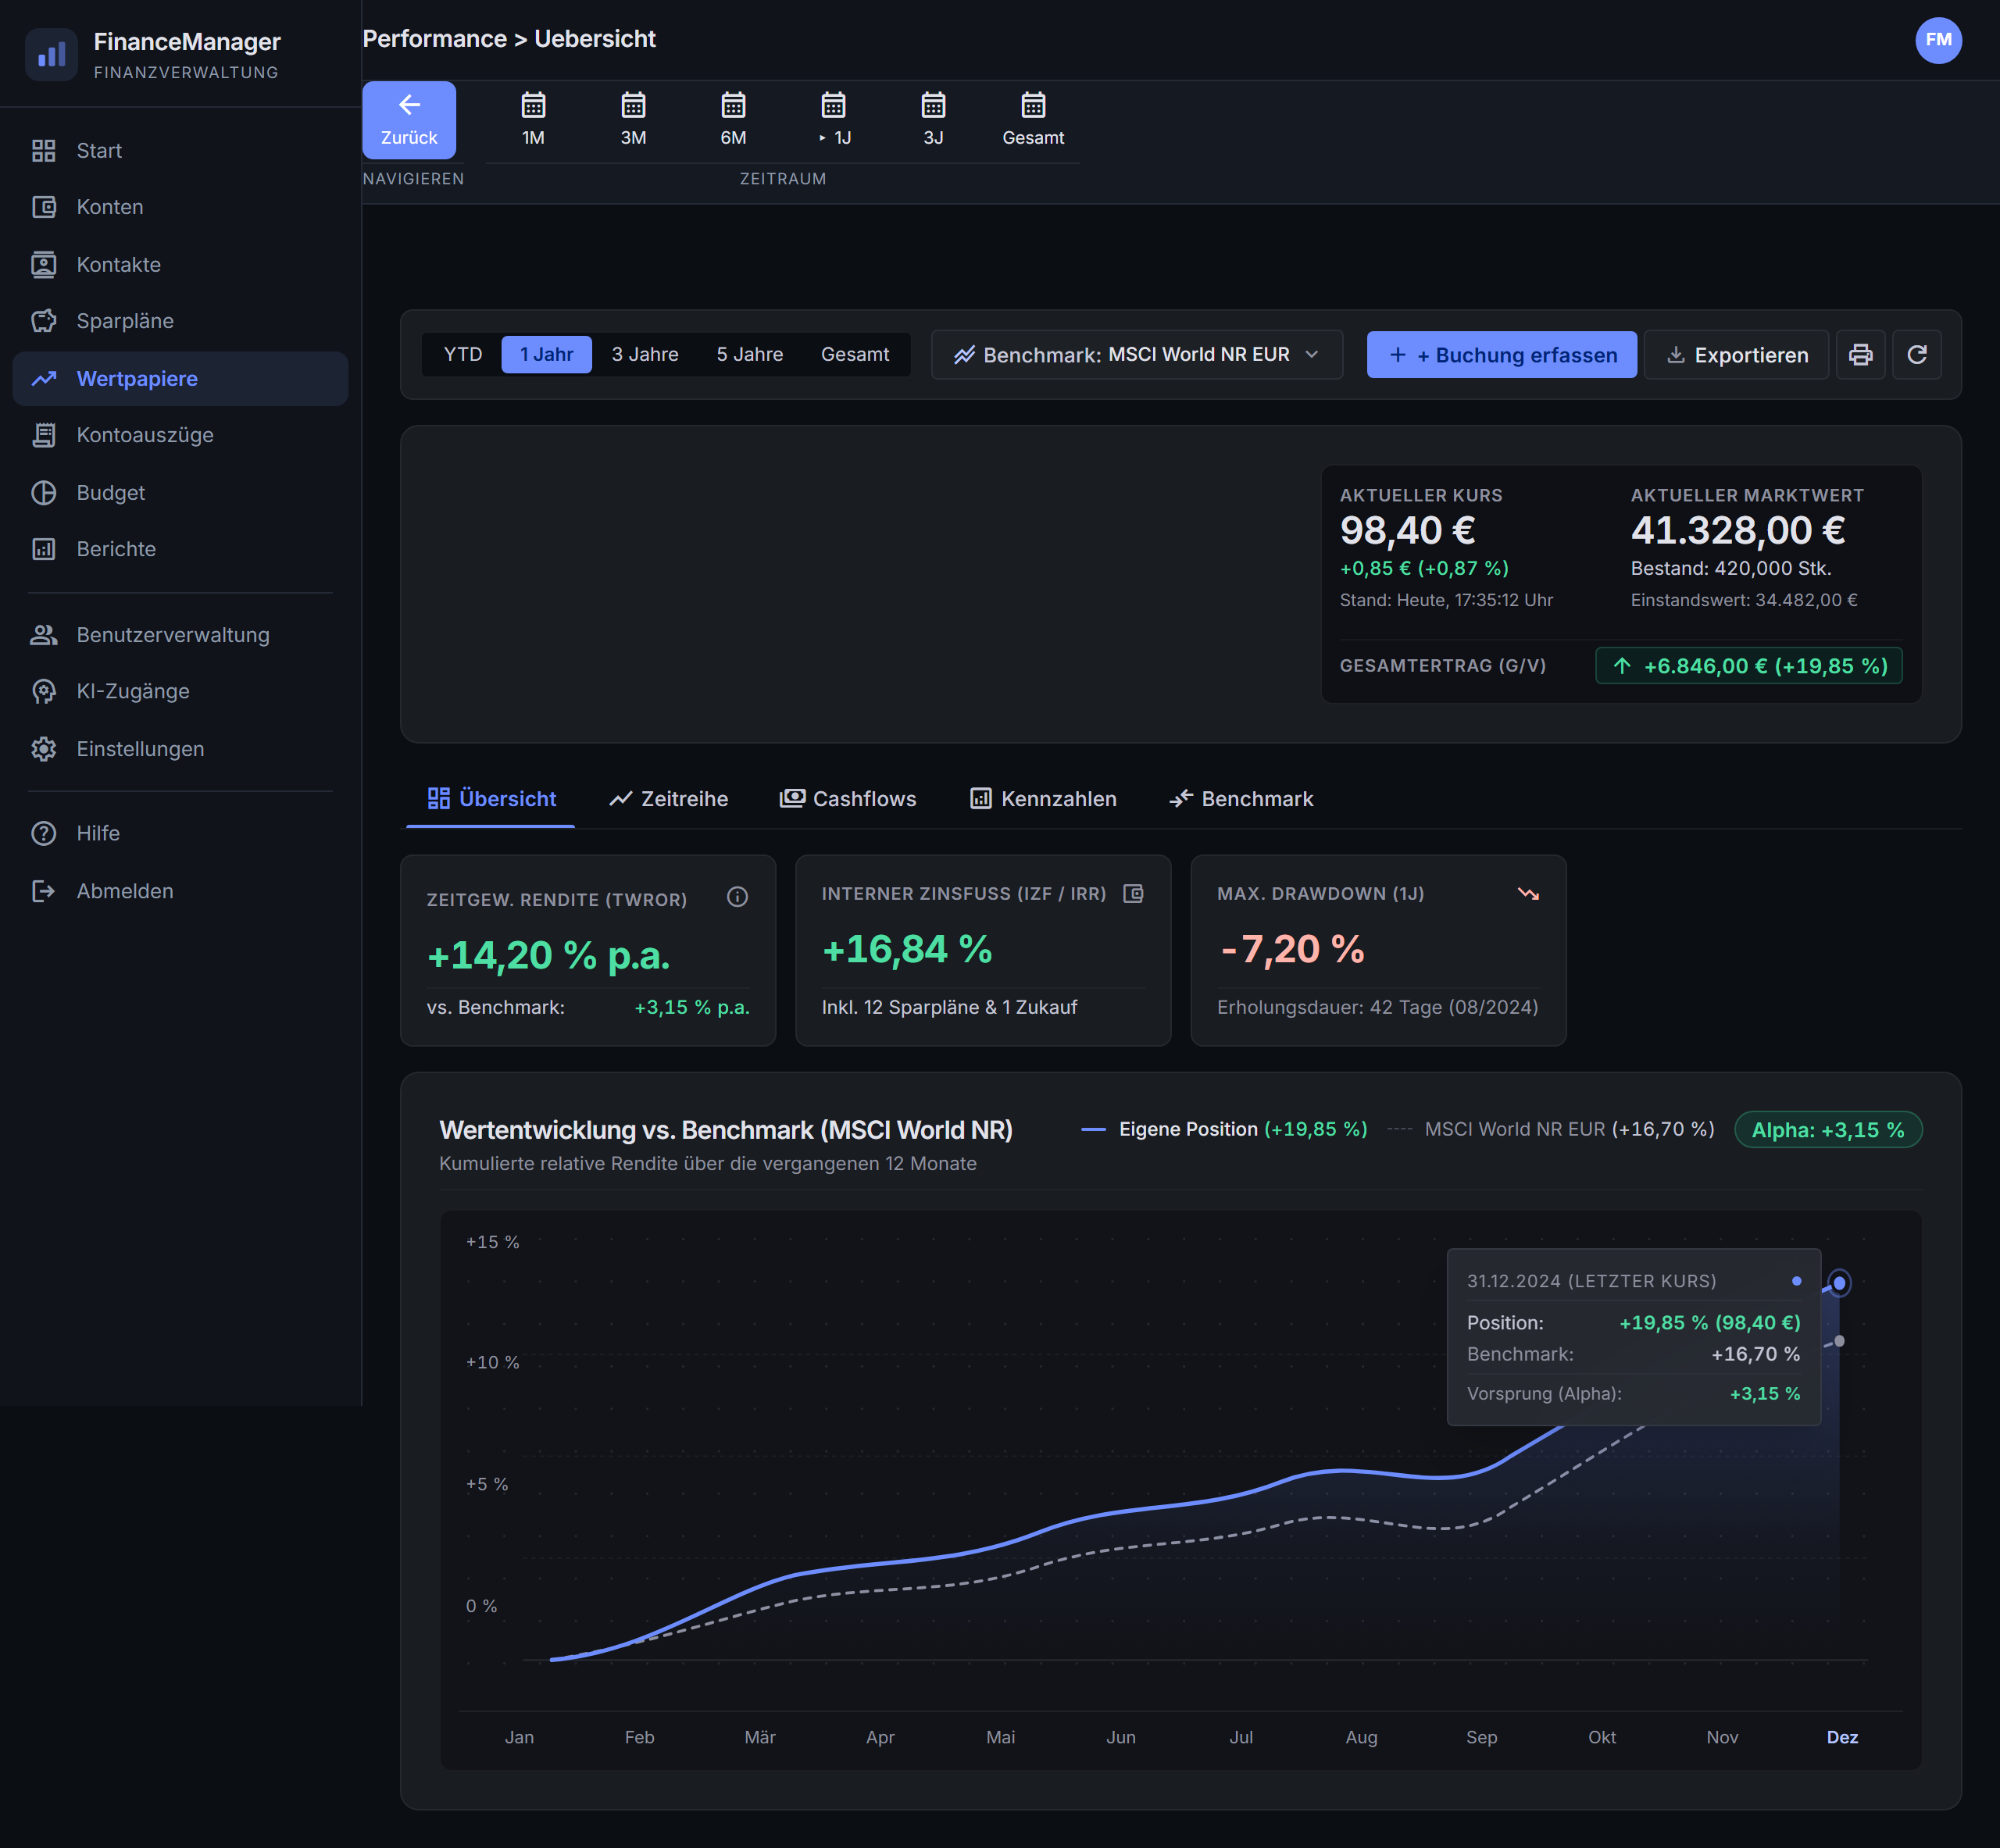 FinanceManager
FINANZVERWALTUNG
Start
Konten
Kontakte
Sparpläne
Wertpapiere
Kontoauszüge
Budget
Berichte
Benutzerverwaltung
KI-Zugänge
Einstellungen
Hilfe
Abmelden
Performance > Uebersicht
FM
Zurück
1M
3M
6M
‣ 1J
3J
Gesamt
NAVIGIEREN
ZEITRAUM
YTD
1 Jahr
3 Jahre
5 Jahre
Gesamt
Benchmark: MSCI World NR EUR
+ Buchung erfassen
Exportieren
AKTUELLER KURS
98,40 €
+0,85 € (+0,87 %)
Stand: Heute, 17:35:12 Uhr
AKTUELLER MARKTWERT
41.328,00 €
Bestand: 420,000 Stk.
Einstandswert: 34.482,00 €
GESAMTERTRAG (G/V)
+6.846,00 € (+19,85 %)
Übersicht
Zeitreihe
Cashflows
Kennzahlen
Benchmark
ZEITGEW. RENDITE (TWROR)
+14,20 % p.a.
vs. Benchmark: +3,15 % p.a.
INTERNER ZINSFUSS (IZF / IRR)
+16,84 %
Inkl. 12 Sparpläne & 1 Zukauf
MAX. DRAWDOWN (1J)
-7,20 %
Erholungsdauer: 42 Tage (08/2024)
Wertentwicklung vs. Benchmark (MSCI World NR)
Kumulierte relative Rendite über die vergangenen 12 Monate
Eigene Position (+19,85 %)
MSCI World NR EUR (+16,70 %)
Alpha: +3,15 %
+15 %
+10 %
+5 %
0 %
31.12.2024 (LETZTER KURS)
Position: +19,85 % (98,40 €)
Benchmark: +16,70 %
Vorsprung (Alpha): +3,15 %
Jan
Feb
Mär
Apr
Mai
Jun
Jul
Aug
Sep
Okt
Nov
Dez